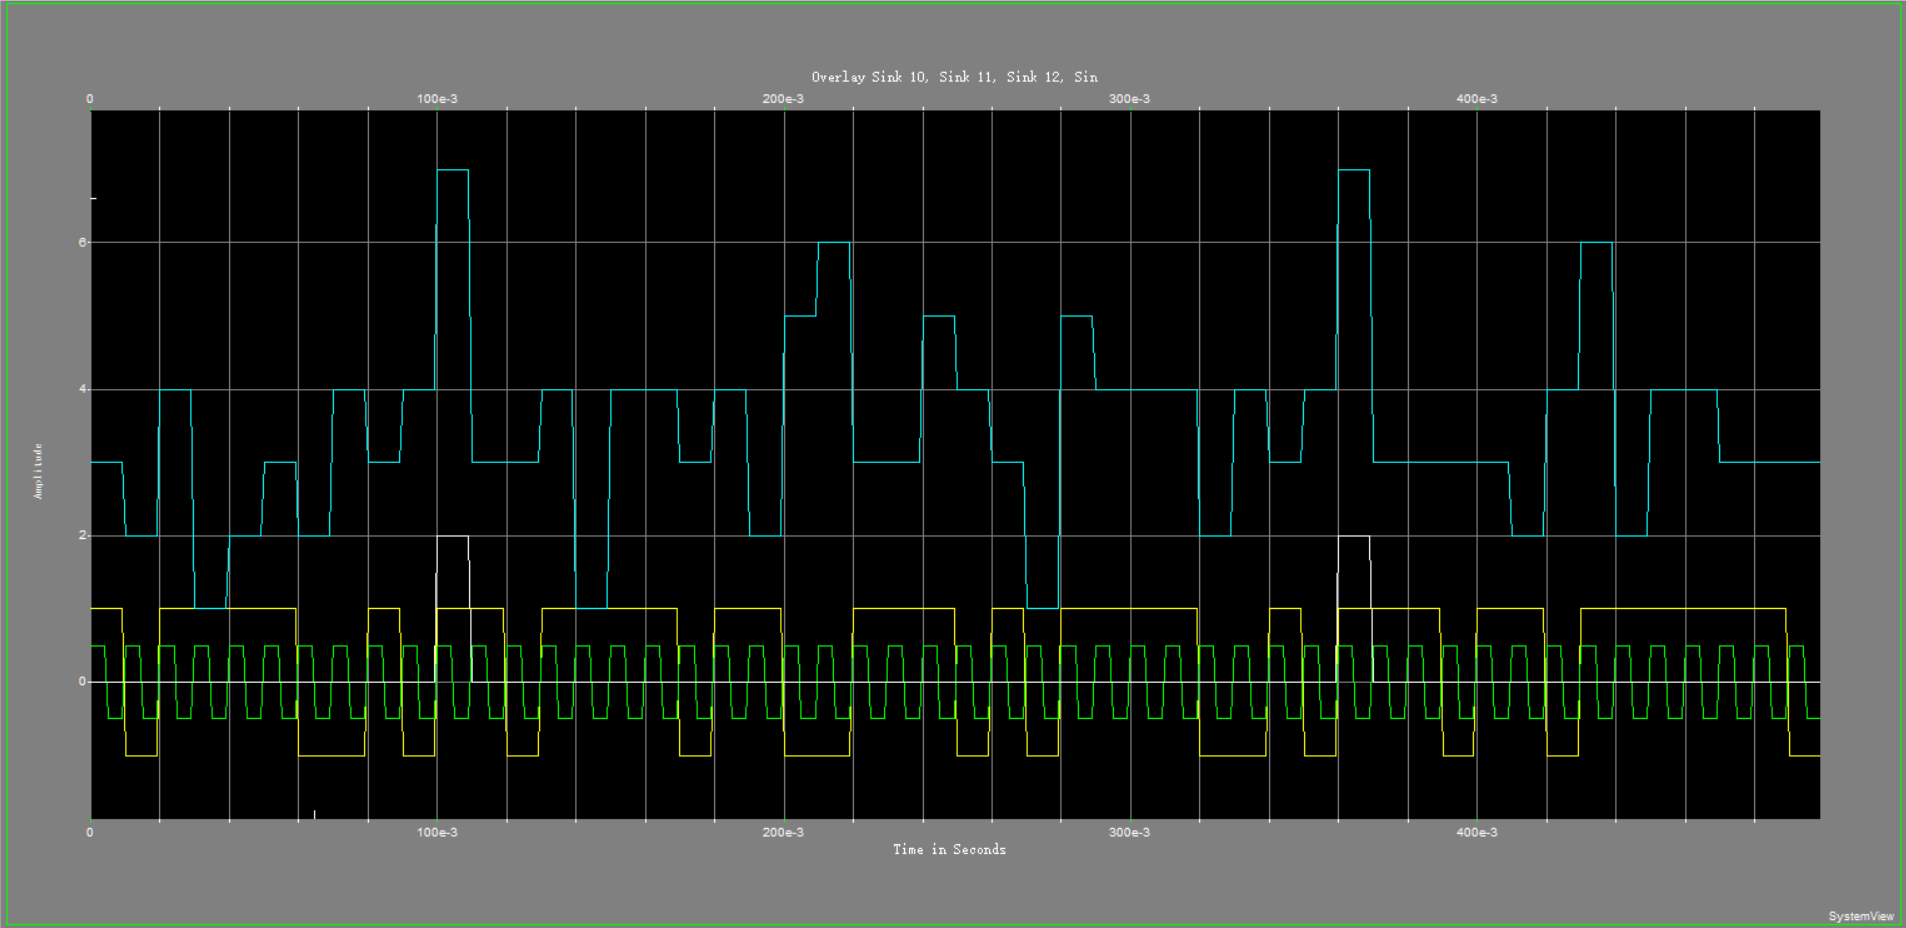 Overlay Sink 10, Sink 11, Sink 12, Sin
0 100e-3 200e-3 300e-3 400e-3
6
4
Amplitude
2
0
0 100e-3 200e-3 300e-3 400e-3
Time in Seconds
SystemView